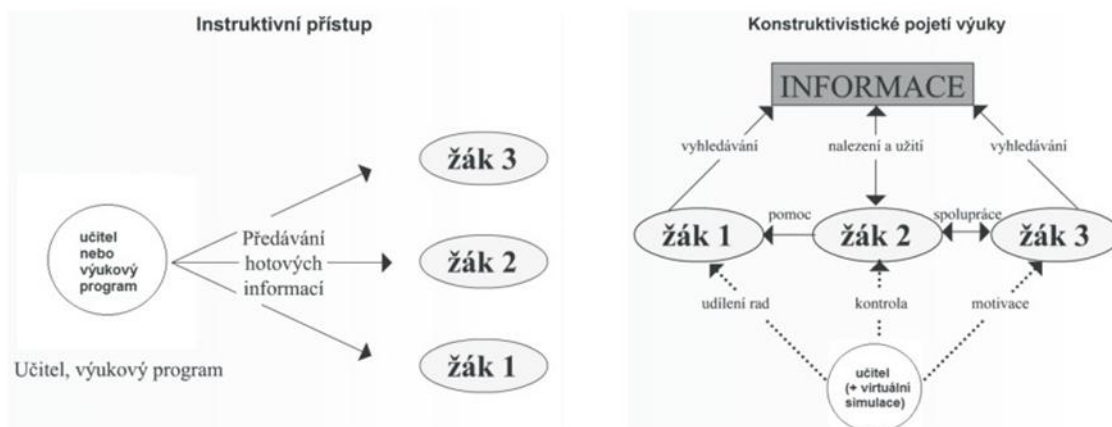 Instruktivní přístup
žák 3
učitel
nebo
výukový
program
Předávání
hotových
informací
žák 2
Učitel, výukový program
žák 1
Konstruktivistické pojetí výuky
INFORMACE
vyhledávání
nalezení a užití
vyhledávání
žák 1
pomoc
žák 2
spolupráce
žák 3
udílení rad
kontrola
motivace
učitel
(+ virtuální
simulace)